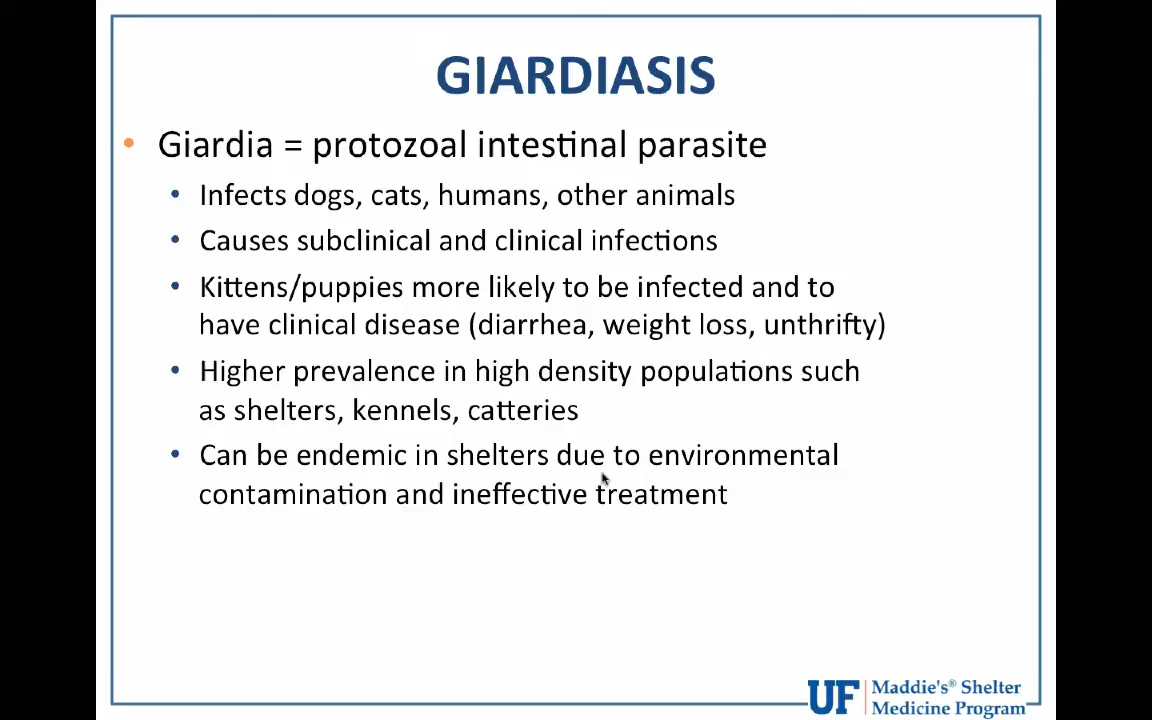 GIARDIASIS
• Giardia = protozoal intestinal parasite
• Infects dogs, cats, humans, other animals
• Causes subclinical and clinical infections
• Kittens/puppies more likely to be infected and to
have clinical disease (diarrhea, weight loss, unthrifty)
• Higher prevalence in high density populations such
as shelters, kennels, catteries
• Can be endemic in shelters due to environmental
contamination and ineffective treatment
UF Maddie's® Shelter
Medicine Program